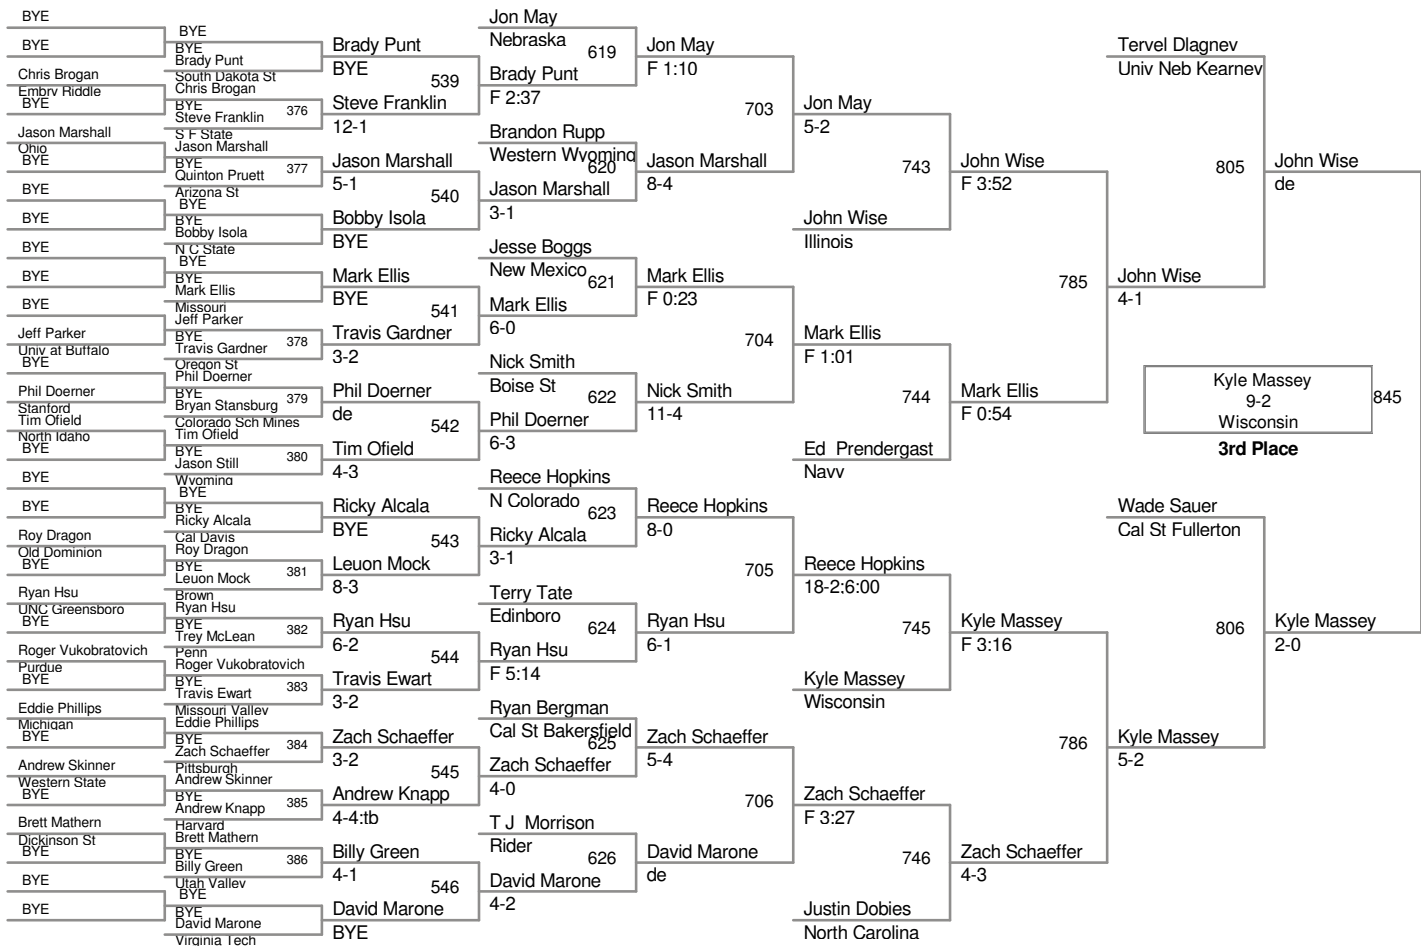 BYE
BYE
Chris Brogan
Embry Riddle
BYE
Jason Marshall
Ohio
BYE
BYE
BYE
BYE
BYE
BYE
Jeff Parker
Univ at Buffalo
BYE
Phil Doerner
Stanford
Tim Ofield
North Idaho
BYE
BYE
BYE
Roy Dragon
Old Dominion
BYE
Ryan Hsu
UNC Greensboro
BYE
Roger Vukobratovich
Purdue
BYE
Eddie Phillips
Michigan
BYE
Andrew Skinner
Western State
BYE
Brett Mathern
Dickinson St
BYE
BYE
BYE
BYE
BYE
Brady Punt
South Dakota St
Chris Brogan
BYE
Steve Franklin
376
S F State
Jason Marshall
BYE
Quinton Pruett
377
Arizona St
BYE
BYE
Bobby Isola
N C State
BYE
BYE
Mark Ellis
Missouri
Jeff Parker
BYE
Travis Gardner
378
Oregon St
Phil Doerner
BYE
Bryan Stansburg
379
Colorado Sch Mines
Tim Ofield
BYE
Jason Still
380
Wyoming
BYE
BYE
Ricky Alcala
Cal Davis
Roy Dragon
BYE
Leuon Mock
381
Brown
Ryan Hsu
BYE
Trey McLean
382
Penn
Roger Vukobratovich
BYE
Travis Ewart
383
Missouri Valley
Eddie Phillips
BYE
Zach Schaeffer
384
Pittsburgh
Andrew Skinner
BYE
Andrew Knapp
385
Harvard
Brett Mathern
BYE
Billy Green
386
Utah Valley
BYE
BYE
David Marone
Virginia Tech
Brady Punt
BYE
539
Steve Franklin
12-1
Jason Marshall
5-1
540
Bobby Isola
BYE
Mark Ellis
BYE
541
Travis Gardner
3-2
Phil Doerner
de
542
Tim Ofield
4-3
Ricky Alcala
BYE
543
Leuon Mock
8-3
Ryan Hsu
6-2
544
Travis Ewart
3-2
Zach Schaeffer
3-2
545
Andrew Knapp
4-4:tb
Billy Green
4-1
546
David Marone
BYE
Jon May
Nebraska
619
Brady Punt
F 2:37
Brandon Rupp
Western Wyoming
620
Jason Marshall
3-1
Jesse Boggs
New Mexico
621
Mark Ellis
6-0
Nick Smith
Boise St
622
Phil Doerner
6-3
Reece Hopkins
N Colorado
623
Ricky Alcala
3-1
Terry Tate
Edinboro
624
Ryan Hsu
F 5:14
Ryan Bergman
Cal St Bakersfield
625
Zach Schaeffer
4-0
T J Morrison
Rider
626
David Marone
4-2
Jon May
F 1:10
703
Jason Marshall
8-4
Mark Ellis
F 0:23
704
Nick Smith
11-4
Reece Hopkins
8-0
705
Ryan Hsu
6-1
Zach Schaeffer
5-4
706
David Marone
de
Jon May
5-2
743
John Wise
Illinois
Mark Ellis
F 1:01
744
Ed Prendergast
Navy
Reece Hopkins
18-2:6:00
745
Kyle Massey
Wisconsin
Zach Schaeffer
F 3:27
746
Justin Dobies
North Carolina
John Wise
F 3:52
785
Mark Ellis
F 0:54
Kyle Massey
F 3:16
786
Zach Schaeffer
4-3
Tervel Dlagnev
Univ Neb Kearney
805
John Wise
4-1
Wade Sauer
Cal St Fullerton
806
Kyle Massey
5-2
John Wise
de
Kyle Massey
2-0
Kyle Massey
9-2
Wisconsin
845
3rd Place